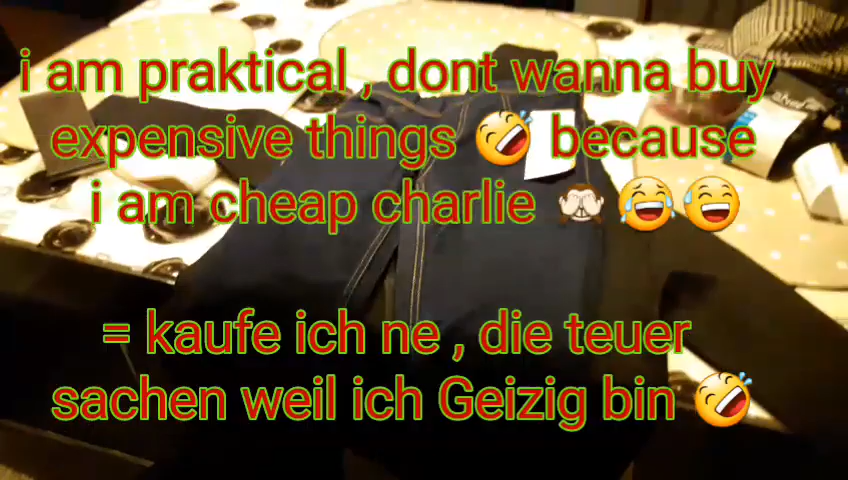 i am praktical , dont wanna buy
expensive things 🤣 because
i am cheap charlie 🙈 😂😅
= kaufe ich ne , die teuer
sachen weil ich Geizig bin 🤣